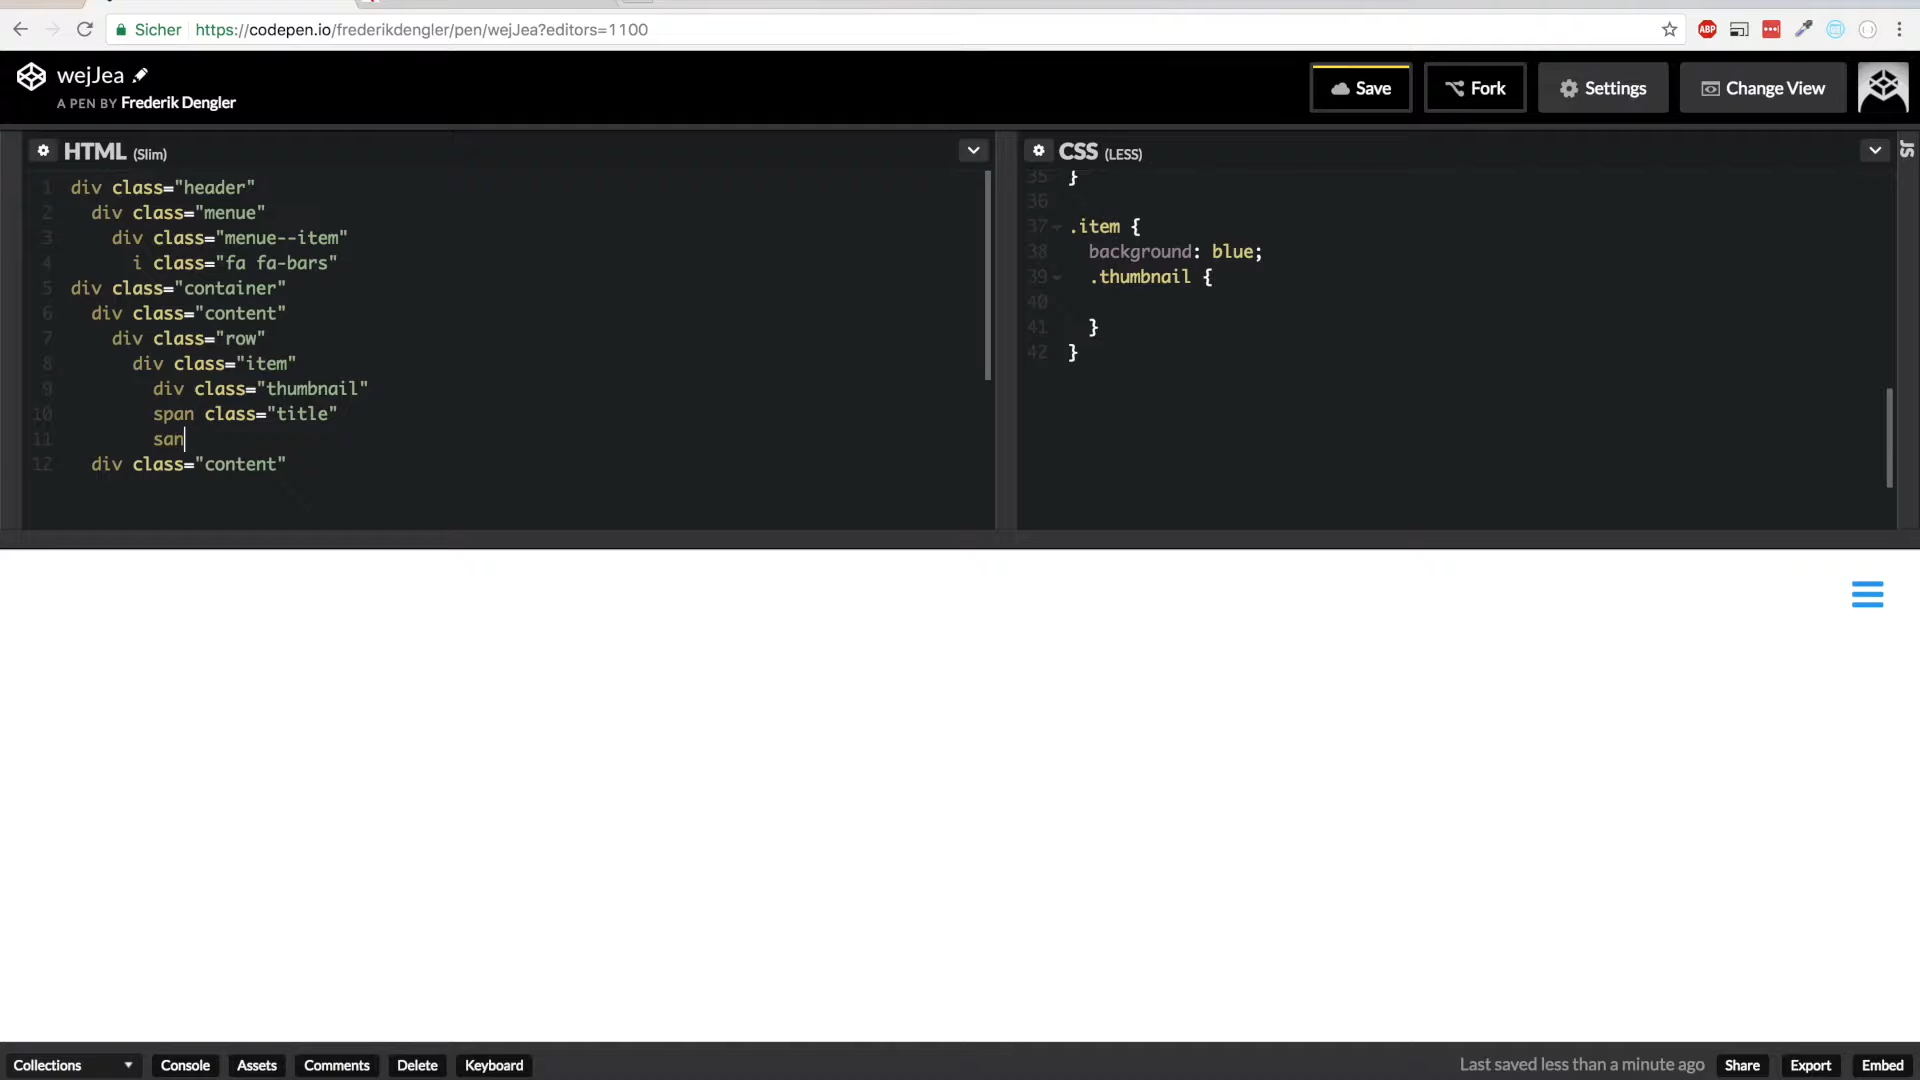 Sicher https://codepen.io/frederikdengler/pen/wejJea?editors=1100
ABP
wejJea
A PEN BY Frederik Dengler
Save
Fork
Settings
Change View
HTML (Slim)
1 div class="header"
2 div class="menue"
3 div class="menue--item"
4 i class="fa fa-bars"
5 div class="container"
6 div class="content"
7 div class="row"
8 div class="item"
9 div class="thumbnail"
10 span class="title"
11 san
12 div class="content"
CSS (LESS)
JS
35 }
36
37 .item {
38 background: blue;
39 .thumbnail {
40
41 }
42 }
Collections
Console
Assets
Comments
Delete
Keyboard
Last saved less than a minute ago
Share
Export
Embed